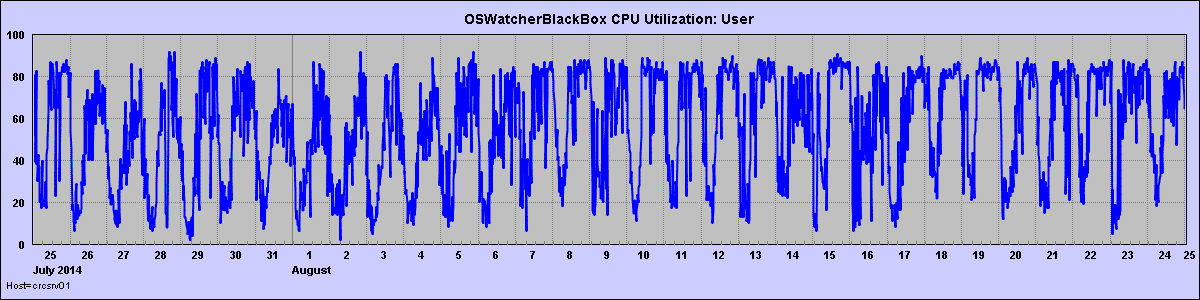 OSWatcherBlackBox CPU Utilization: User
100
80
60
40
20
0
25 26 27 28 29 30 31 1 2 3 4 5 6 7 8 9 10 11 12 13 14 15 16 17 18 19 20 21 22 23 24 25
July 2014 August
Host=crcsrv01